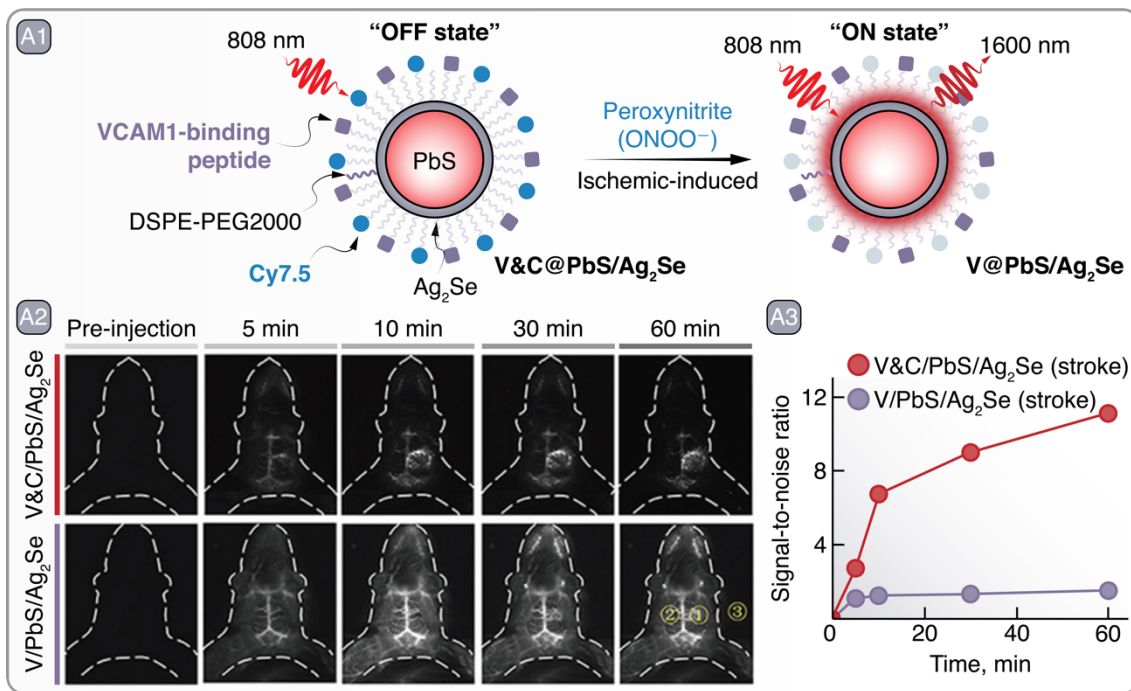 A1
"OFF state"
"ON state"
808 nm
808 nm
1600 nm
VCAM1-binding
peptide
PbS
Peroxynitrite
(ONOO⁻)
Ischemic-induced
DSPE-PEG2000
Cy7.5
Ag₂Se
V&C@PbS/Ag₂Se
V@PbS/Ag₂Se
A2
Pre-injection
5 min
10 min
30 min
60 min
V&C/PbS/Ag₂Se
V/PbS/Ag₂Se
② ① ③
A3
V&C/PbS/Ag₂Se (stroke)
V/PbS/Ag₂Se (stroke)
Signal-to-noise ratio
12
8
4
0 20 40 60
Time, min